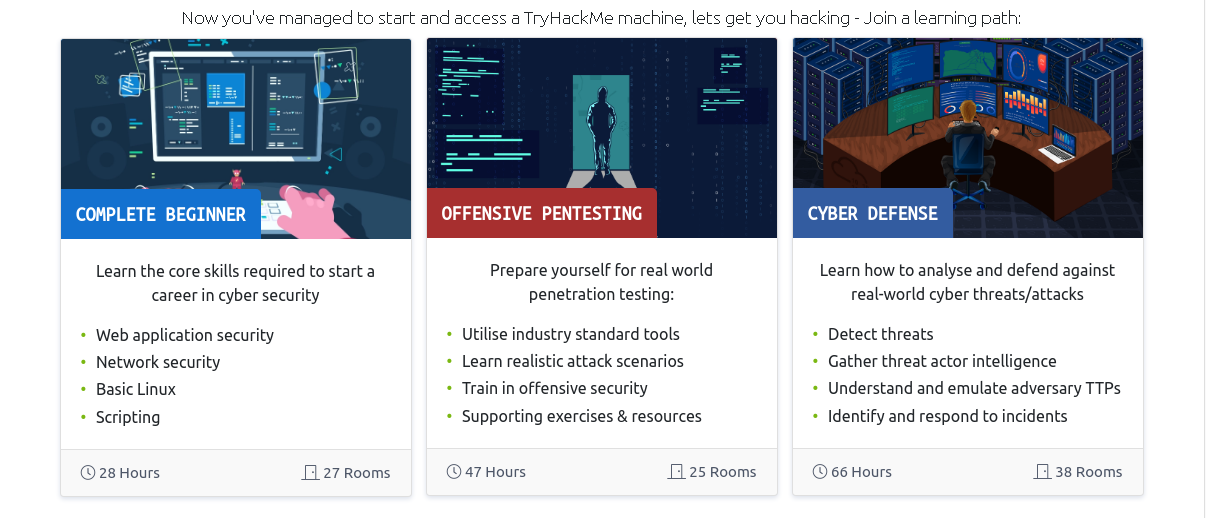 Now you've managed to start and access a TryHackMe machine, lets get you hacking - Join a learning path:
COMPLETE BEGINNER
Learn the core skills required to start a
career in cyber security
• Web application security
• Network security
• Basic Linux
• Scripting
28 Hours
27 Rooms
OFFENSIVE PENTESTING
Prepare yourself for real world
penetration testing:
• Utilise industry standard tools
• Learn realistic attack scenarios
• Train in offensive security
• Supporting exercises & resources
47 Hours
25 Rooms
CYBER DEFENSE
Learn how to analyse and defend against
real-world cyber threats/attacks
• Detect threats
• Gather threat actor intelligence
• Understand and emulate adversary TTPs
• Identify and respond to incidents
66 Hours
38 Rooms